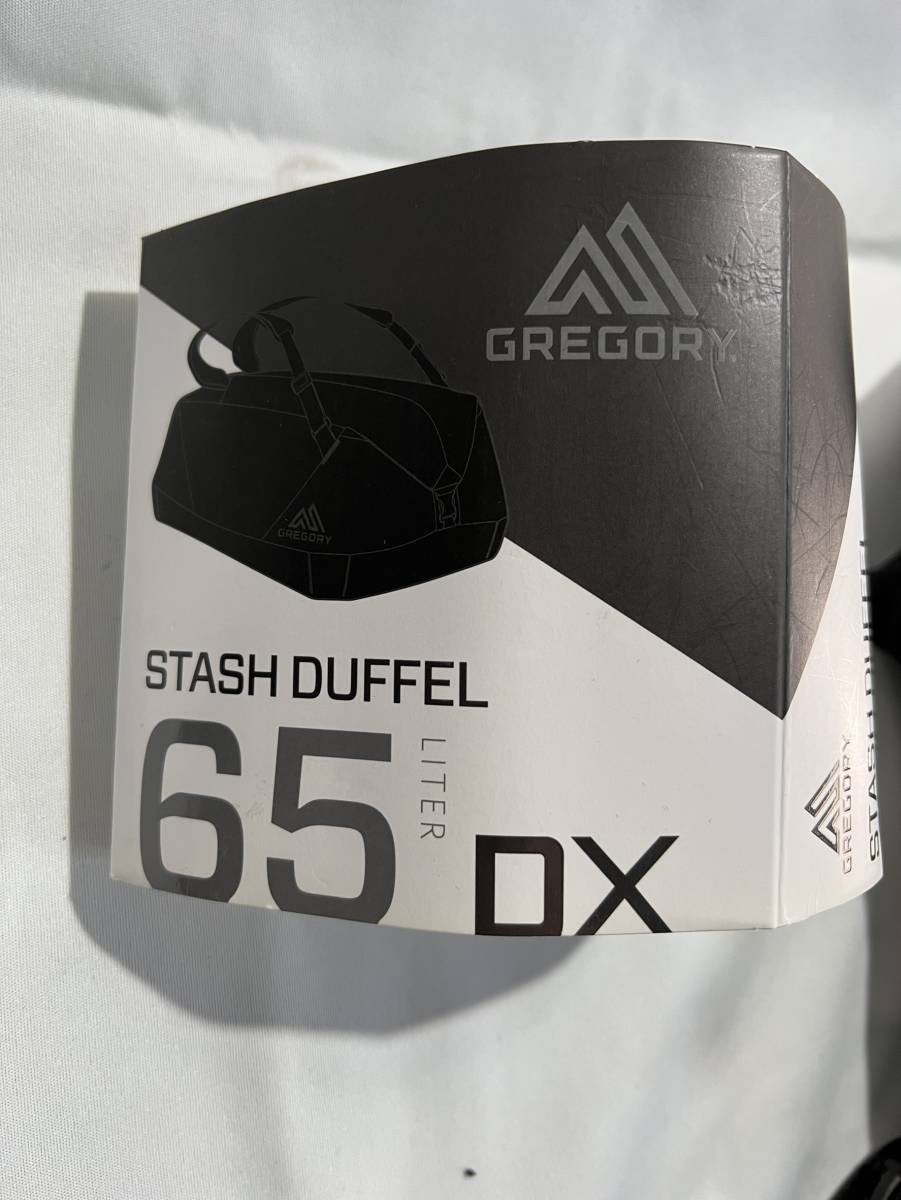 GREGORY
GREGORY
STASH DUFFEL
65
LITER
DX
GREGORY
STASH DUFFEL